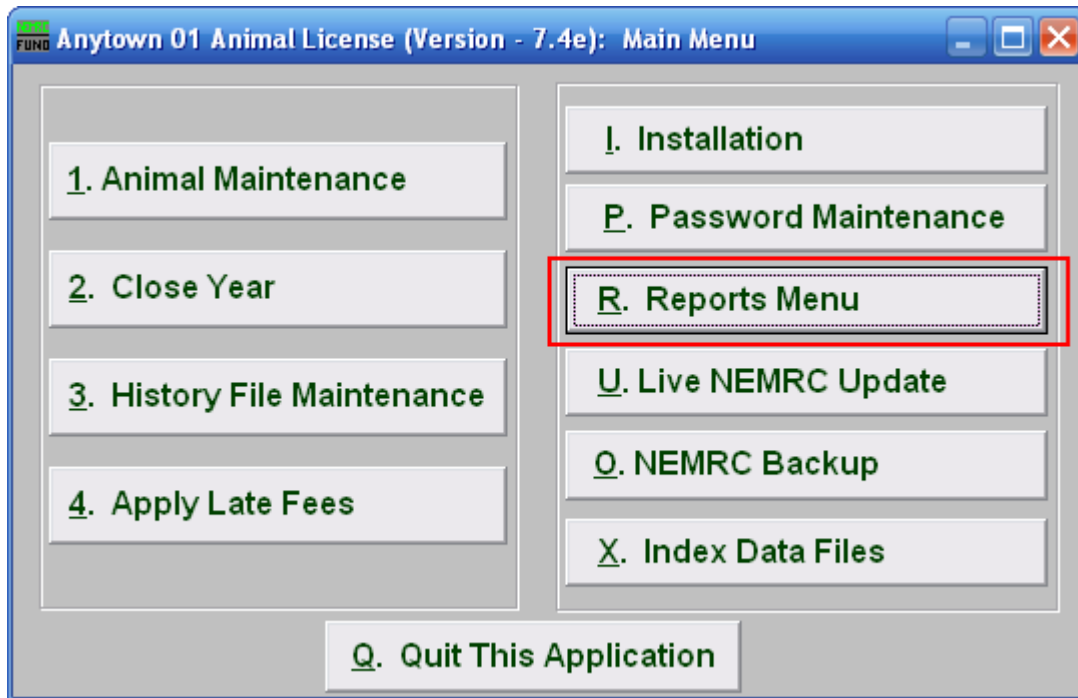 NEMRC
FUND
Anytown 01 Animal License (Version - 7.4e): Main Menu
1. Animal Maintenance
2. Close Year
3. History File Maintenance
4. Apply Late Fees
I. Installation
P. Password Maintenance
R. Reports Menu
U. Live NEMRC Update
O. NEMRC Backup
X. Index Data Files
Q. Quit This Application